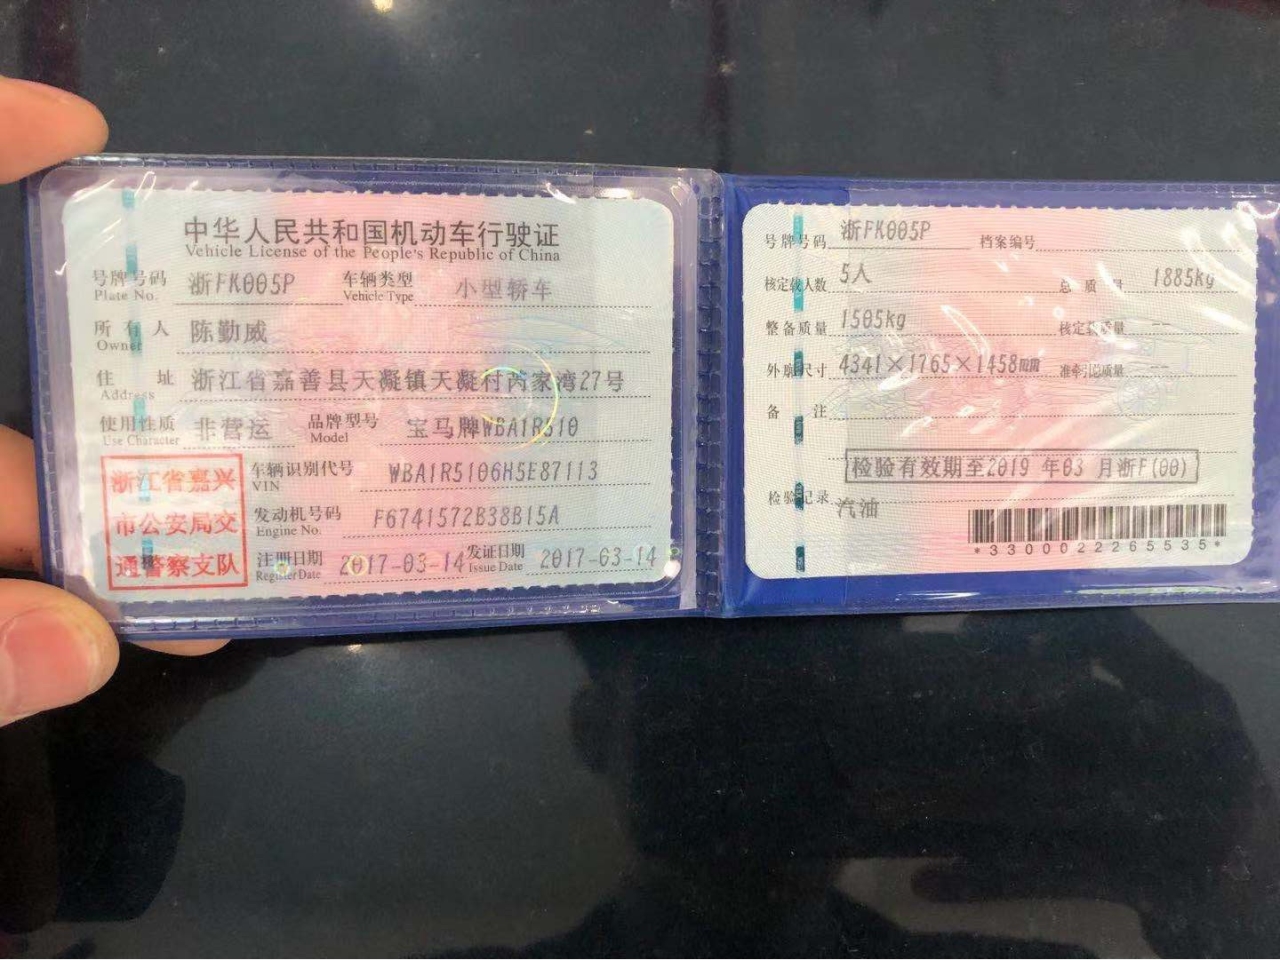 中华人民共和国机动车行驶证
Vehicle License of the People's Republic of China
号牌号码 浙FK005P 车辆类型 小型轿车
Plate No. Vehicle Type
所有人 陈勤威
Owner
住址 浙江省嘉善县天凝镇天凝村芮家湾27号
Address
使用性质 非营运 品牌型号 宝马牌WBA1R510
Use Character Model
浙江省嘉兴
市公安局交
通警察支队
车辆识别代号 WBA1R5106H5E87113
VIN
发动机号码 F6741572B38B15A
Engine No.
注册日期 2017-03-14 发证日期 2017-03-14
Register Date Issue Date
号牌号码 浙FK005P 档案编号
核定载人数 5人 总质量 1885kg
整备质量 1505kg 核定载质量 --
外廓尺寸 4341×1765×1458mm 准牵引总质量 --
备注
检验有效期至2019年03月浙F(00)
检验记录
汽油
*3300022265535*